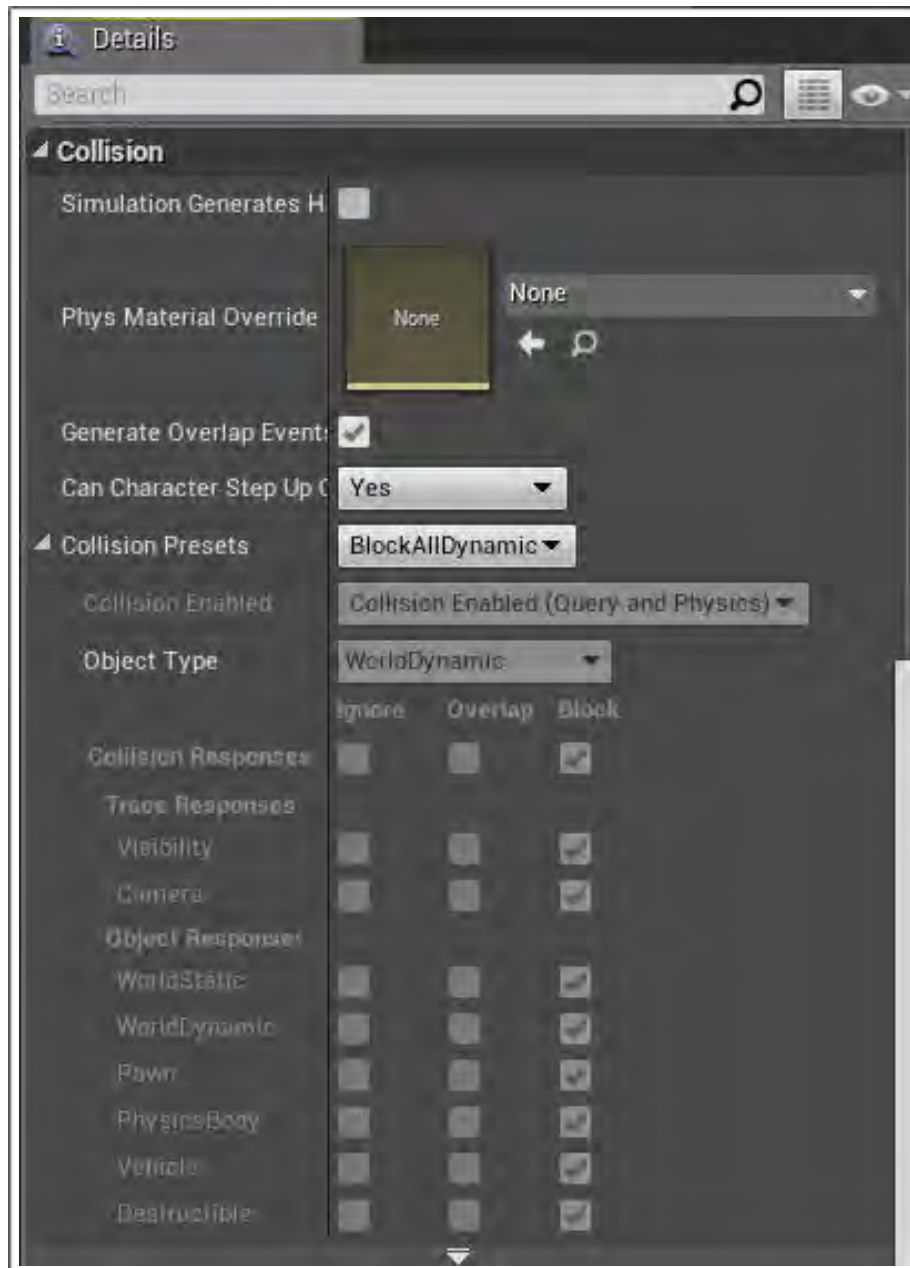 Details
Search
Collision
Simulation Generates H
Phys Material Override None None
Generate Overlap Events
Can Character Step Up C Yes
Collision Presets BlockAllDynamic
Collision Enabled Collision Enabled (Query and Physics)
Object Type WorldDynamic
Ignore Overlap Block
Collision Responses
Trace Responses
Visibility
Camera
Object Responses
WorldStatic
WorldDynamic
Pawn
PhysicsBody
Vehicle
Destructible